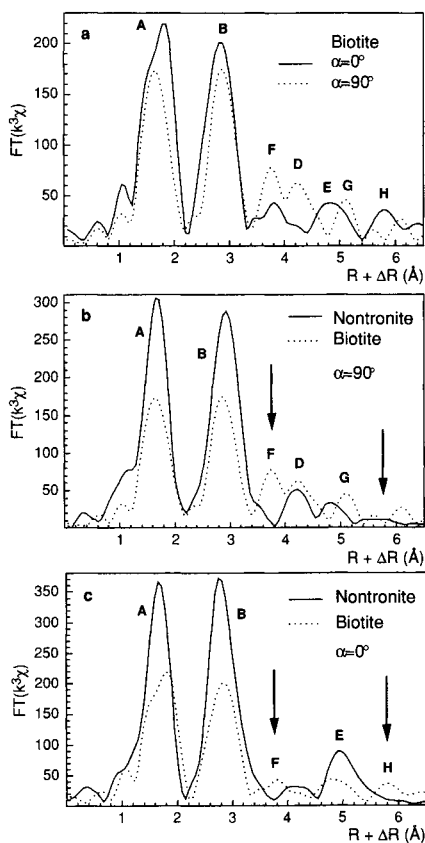 a
A
B
Biotite
α=0°
α=90°
F
D
E
G
H
FT(k³χ)
200
150
100
50
1 2 3 4 5 6
R + ΔR (Å)
b
A
B
Nontronite
Biotite
α=90°
F
D
G
FT(k³χ)
300
250
200
150
100
50
1 2 3 4 5 6
R + ΔR (Å)
c
A
B
Nontronite
Biotite
α=0°
F
E
H
FT(k³χ)
350
300
250
200
150
100
50
1 2 3 4 5 6
R + ΔR (Å)